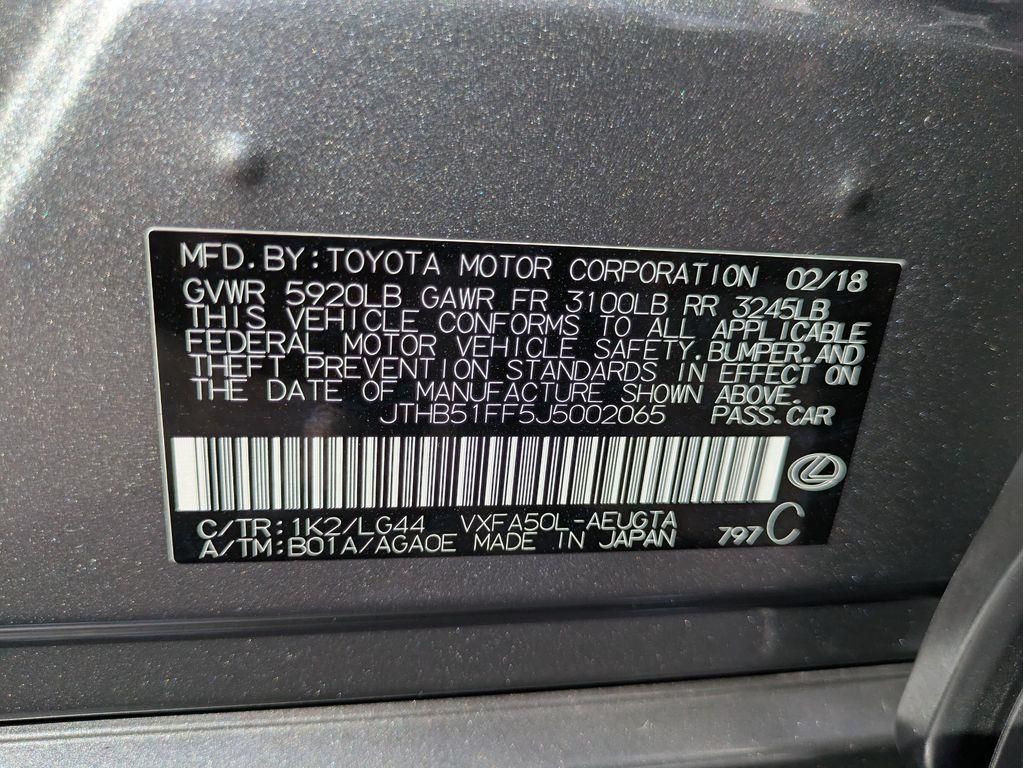 MFD. BY: TOYOTA MOTOR CORPORATION 02/18
GVWR 5920LB GAWR FR 3100LB RR 3245LB
THIS VEHICLE CONFORMS TO ALL APPLICABLE
FEDERAL MOTOR VEHICLE SAFETY, BUMPER, AND
THEFT PREVENTION STANDARDS IN EFFECT ON
THE DATE OF MANUFACTURE SHOWN ABOVE.
JTHB51FF5J5002065 PASS. CAR
C/TR: 1K2/LG44 VXFA50L-AEUGTA 797 C
A/TM: B01A/AGA0E MADE IN JAPAN